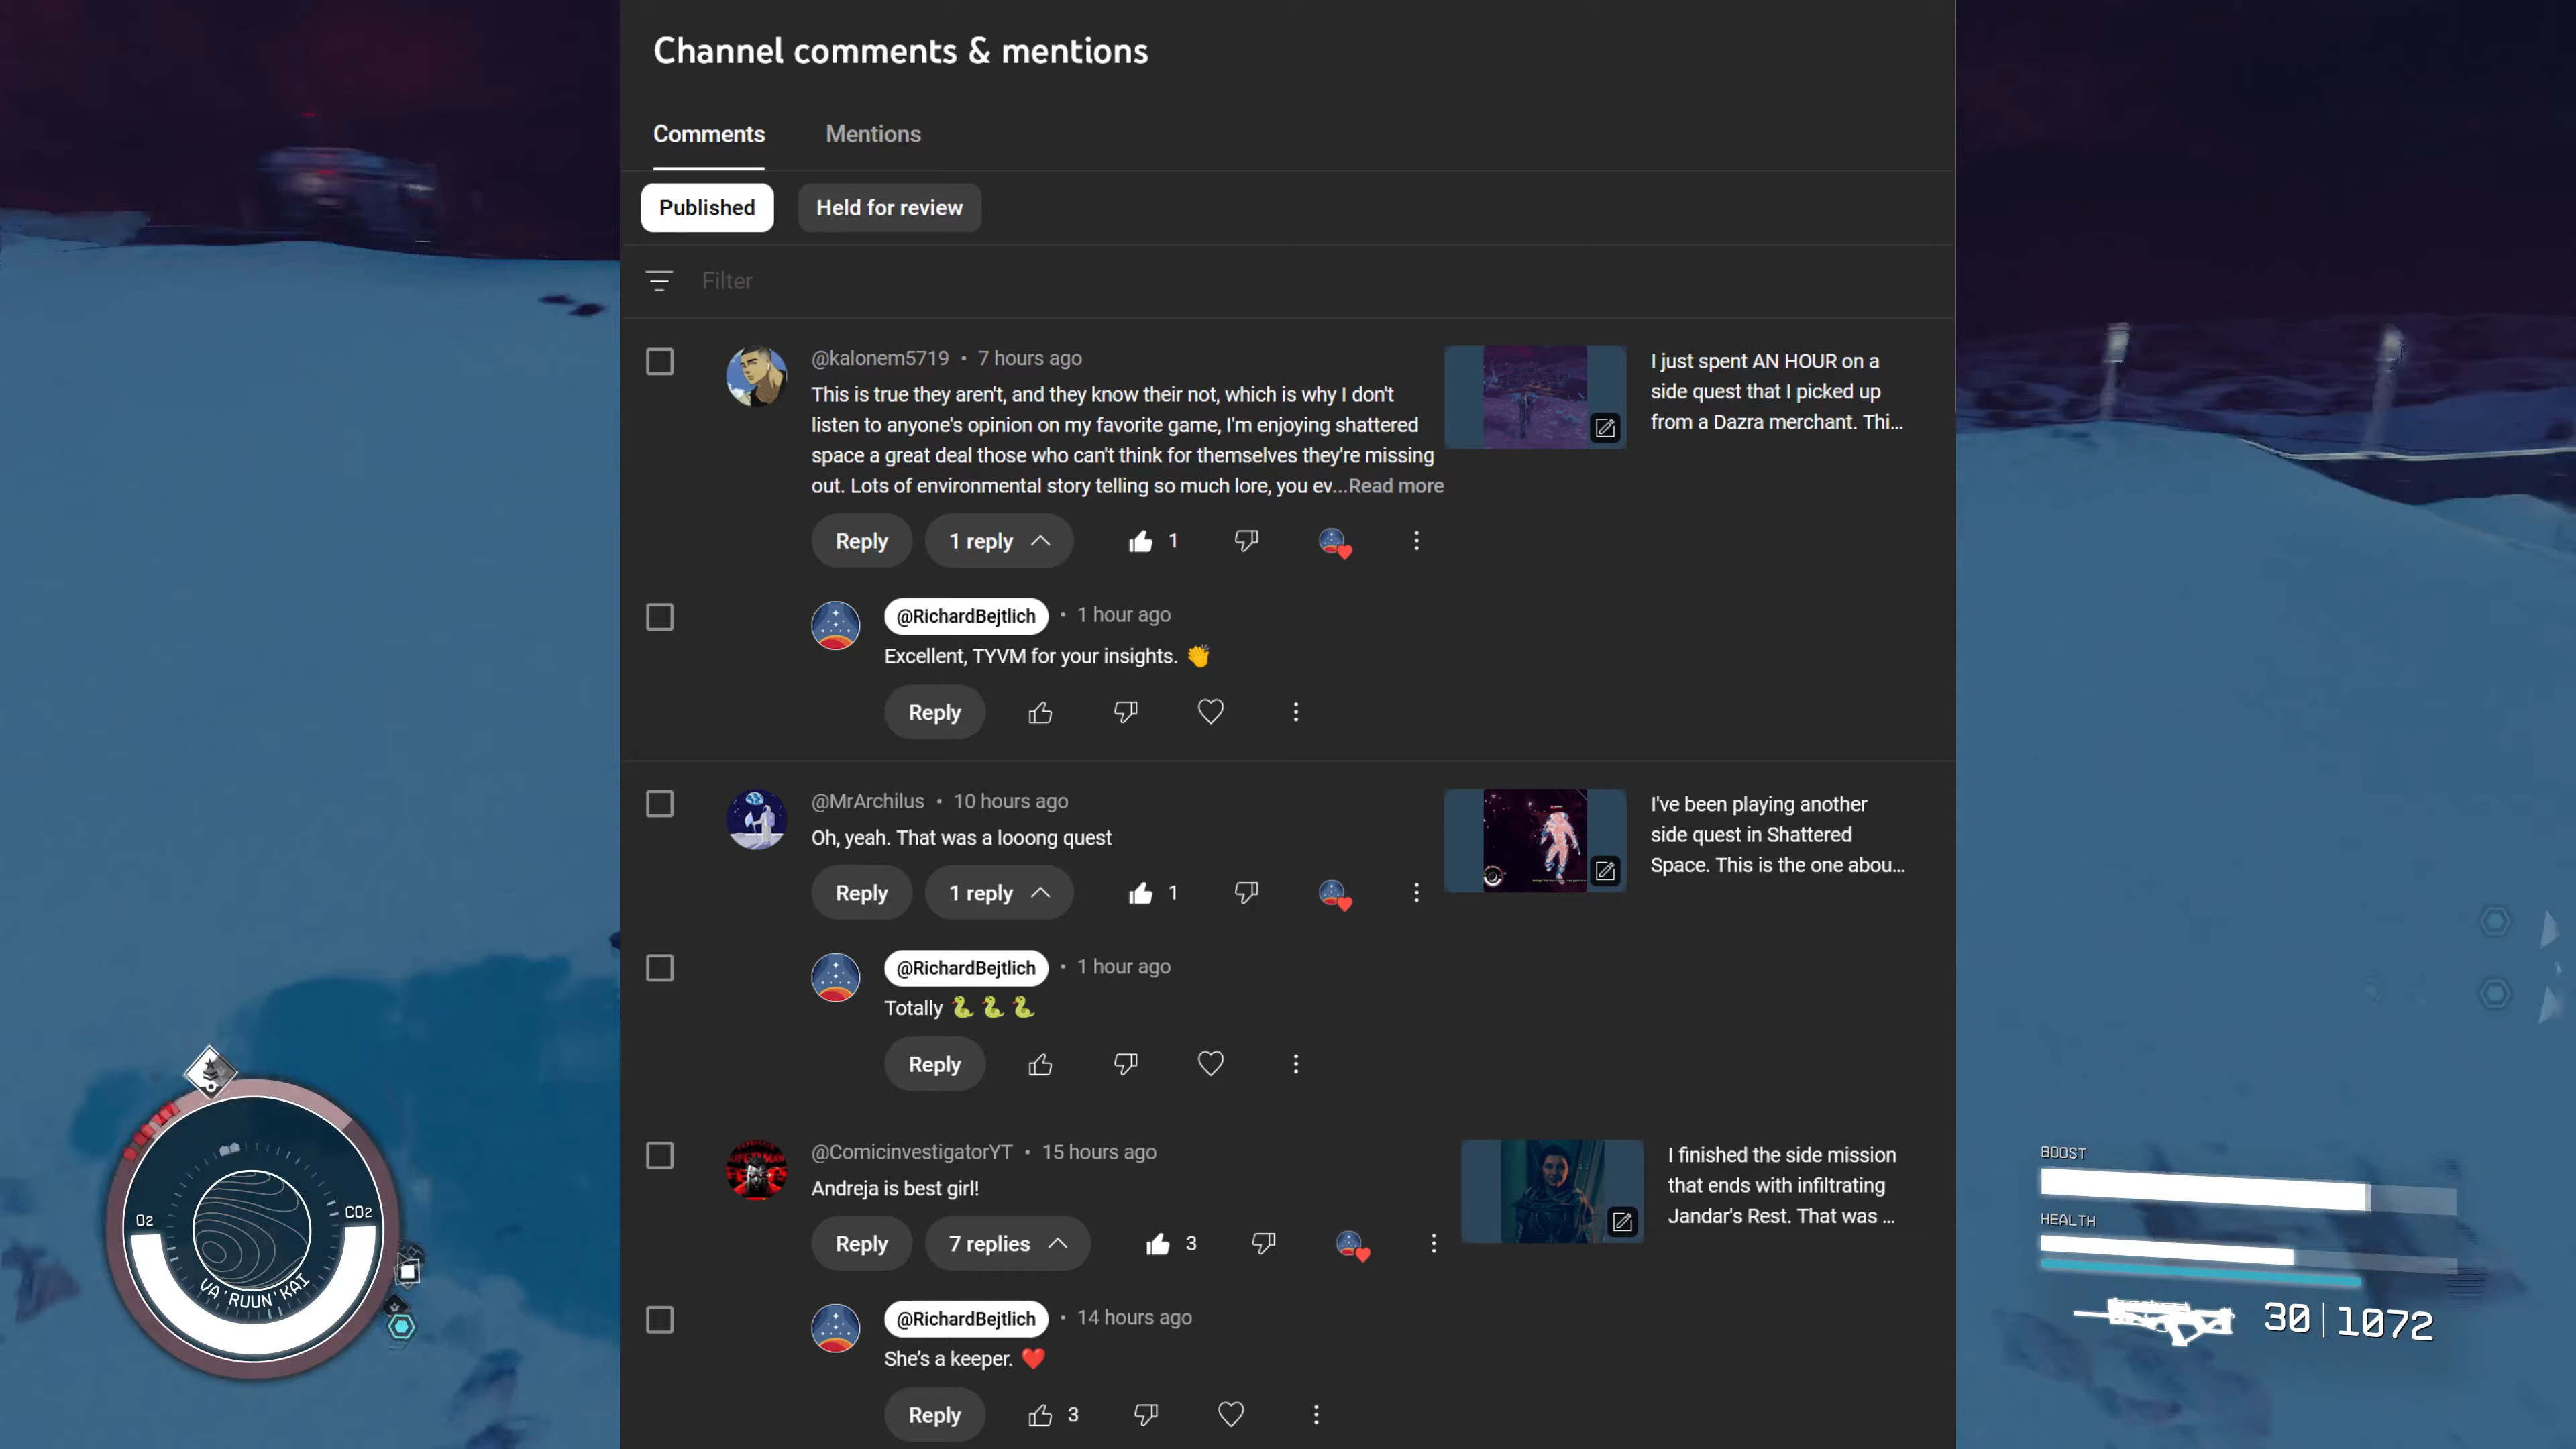 Channel comments & mentions
Comments
Mentions
Published
Held for review
Filter
@kalonem5719 • 7 hours ago
This is true they aren't, and they know their not, which is why I don't
listen to anyone's opinion on my favorite game, I'm enjoying shattered
space a great deal those who can't think for themselves they're missing
out. Lots of environmental story telling so much lore, you ev...Read more
I just spent AN HOUR on a
side quest that I picked up
from a Dazra merchant. Thi...
Reply
1 reply
1
@RichardBejtlich • 1 hour ago
Excellent, TYVM for your insights. 👏
Reply
@MrArchilus • 10 hours ago
Oh, yeah. That was a looong quest
I've been playing another
side quest in Shattered
Space. This is the one abou...
Reply
1 reply
1
@RichardBejtlich • 1 hour ago
Totally 🐍 🐍 🐍
Reply
@ComicinvestigatorYT • 15 hours ago
Andreja is best girl!
I finished the side mission
that ends with infiltrating
Jandar's Rest. That was ...
Reply
7 replies
3
@RichardBejtlich • 14 hours ago
She's a keeper. ❤️
Reply
3
O2
CO2
VA'RUUN'KAI
BOOST
HEALTH
30|1072